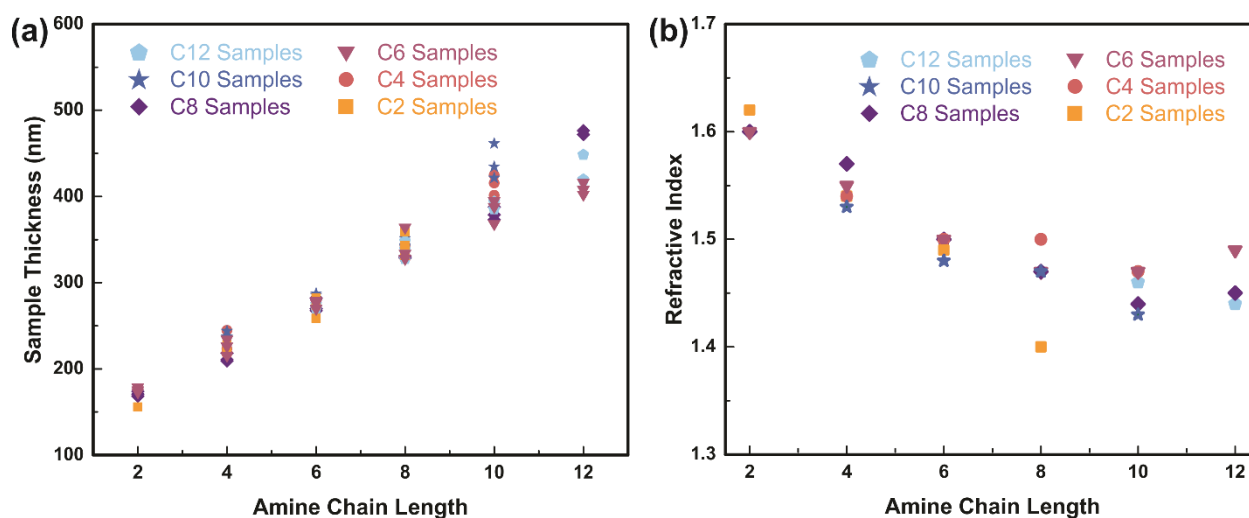 (a)
600
500
400
300
200
100
Sample Thickness (nm)
C12 Samples
C10 Samples
C8 Samples
C6 Samples
C4 Samples
C2 Samples
2 4 6 8 10 12
Amine Chain Length
(b)
1.7
1.6
1.5
1.4
1.3
Refractive Index
C12 Samples
C10 Samples
C8 Samples
C6 Samples
C4 Samples
C2 Samples
2 4 6 8 10 12
Amine Chain Length